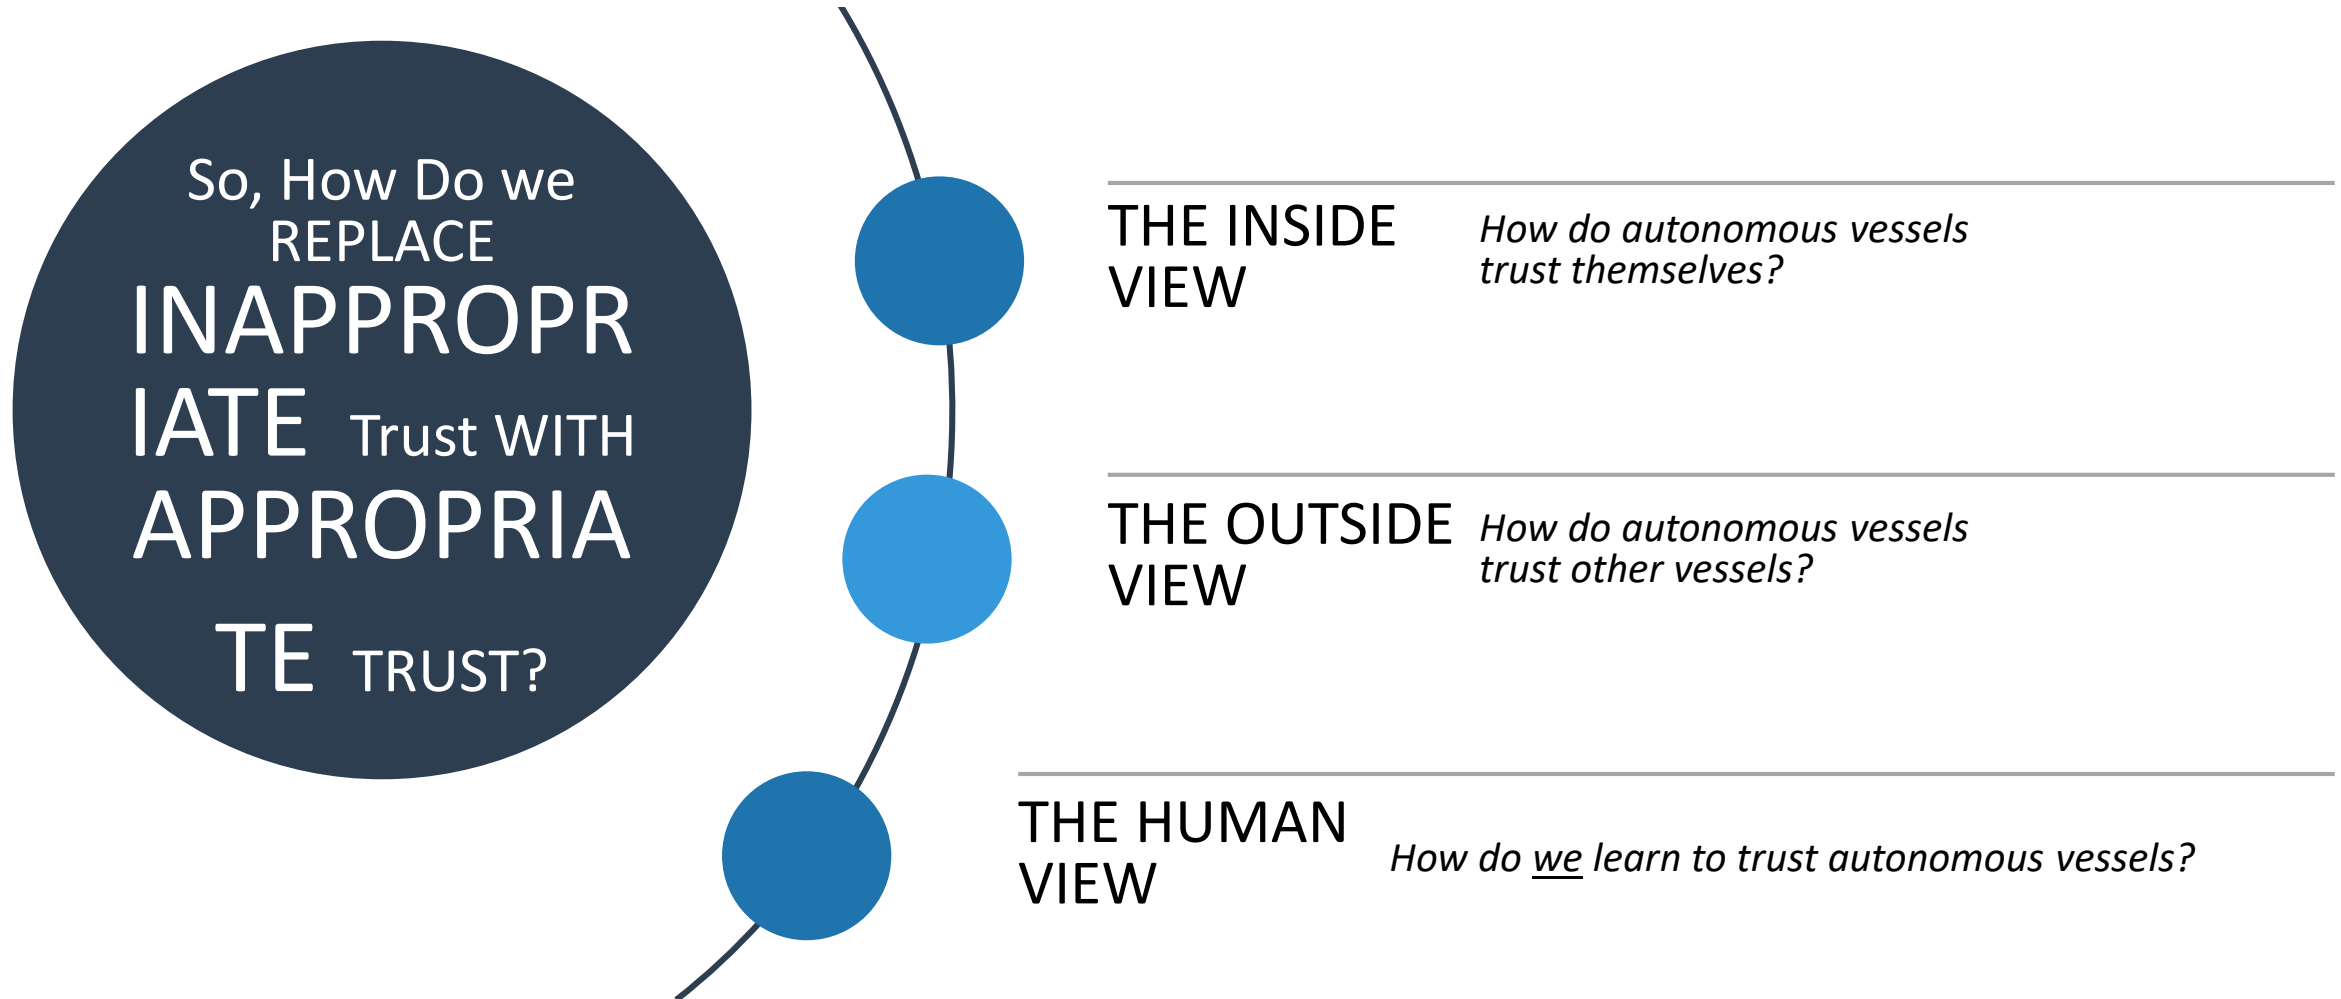 So, How Do we
REPLACE
INAPPROPR
IATE Trust WITH
APPROPRIA
TE TRUST?
THE INSIDE
VIEW
How do autonomous vessels
trust themselves?
THE OUTSIDE
VIEW
How do autonomous vessels
trust other vessels?
THE HUMAN
VIEW
How do we learn to trust autonomous vessels?